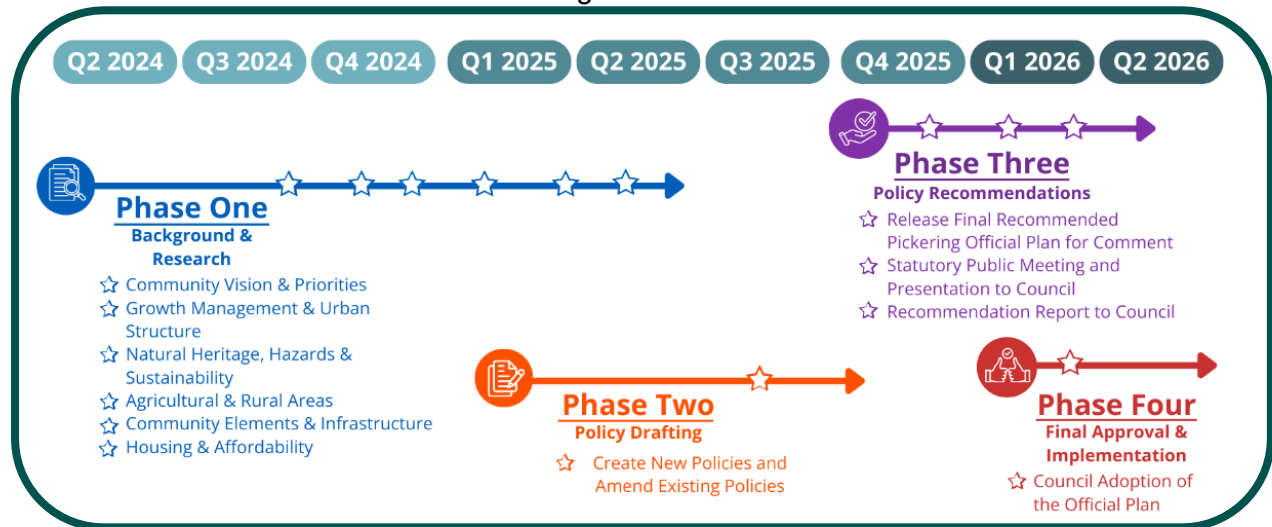 Q2 2024
Q3 2024
Q4 2024
Q1 2025
Q2 2025
Q3 2025
Q4 2025
Q1 2026
Q2 2026
Phase One
Background &
Research
Community Vision & Priorities
Growth Management & Urban
Structure
Natural Heritage, Hazards &
Sustainability
Agricultural & Rural Areas
Community Elements & Infrastructure
Housing & Affordability
Phase Two
Policy Drafting
Create New Policies and
Amend Existing Policies
Phase Three
Policy Recommendations
Release Final Recommended
Pickering Official Plan for Comment
Statutory Public Meeting and
Presentation to Council
Recommendation Report to Council
Phase Four
Final Approval &
Implementation
Council Adoption of
the Official Plan